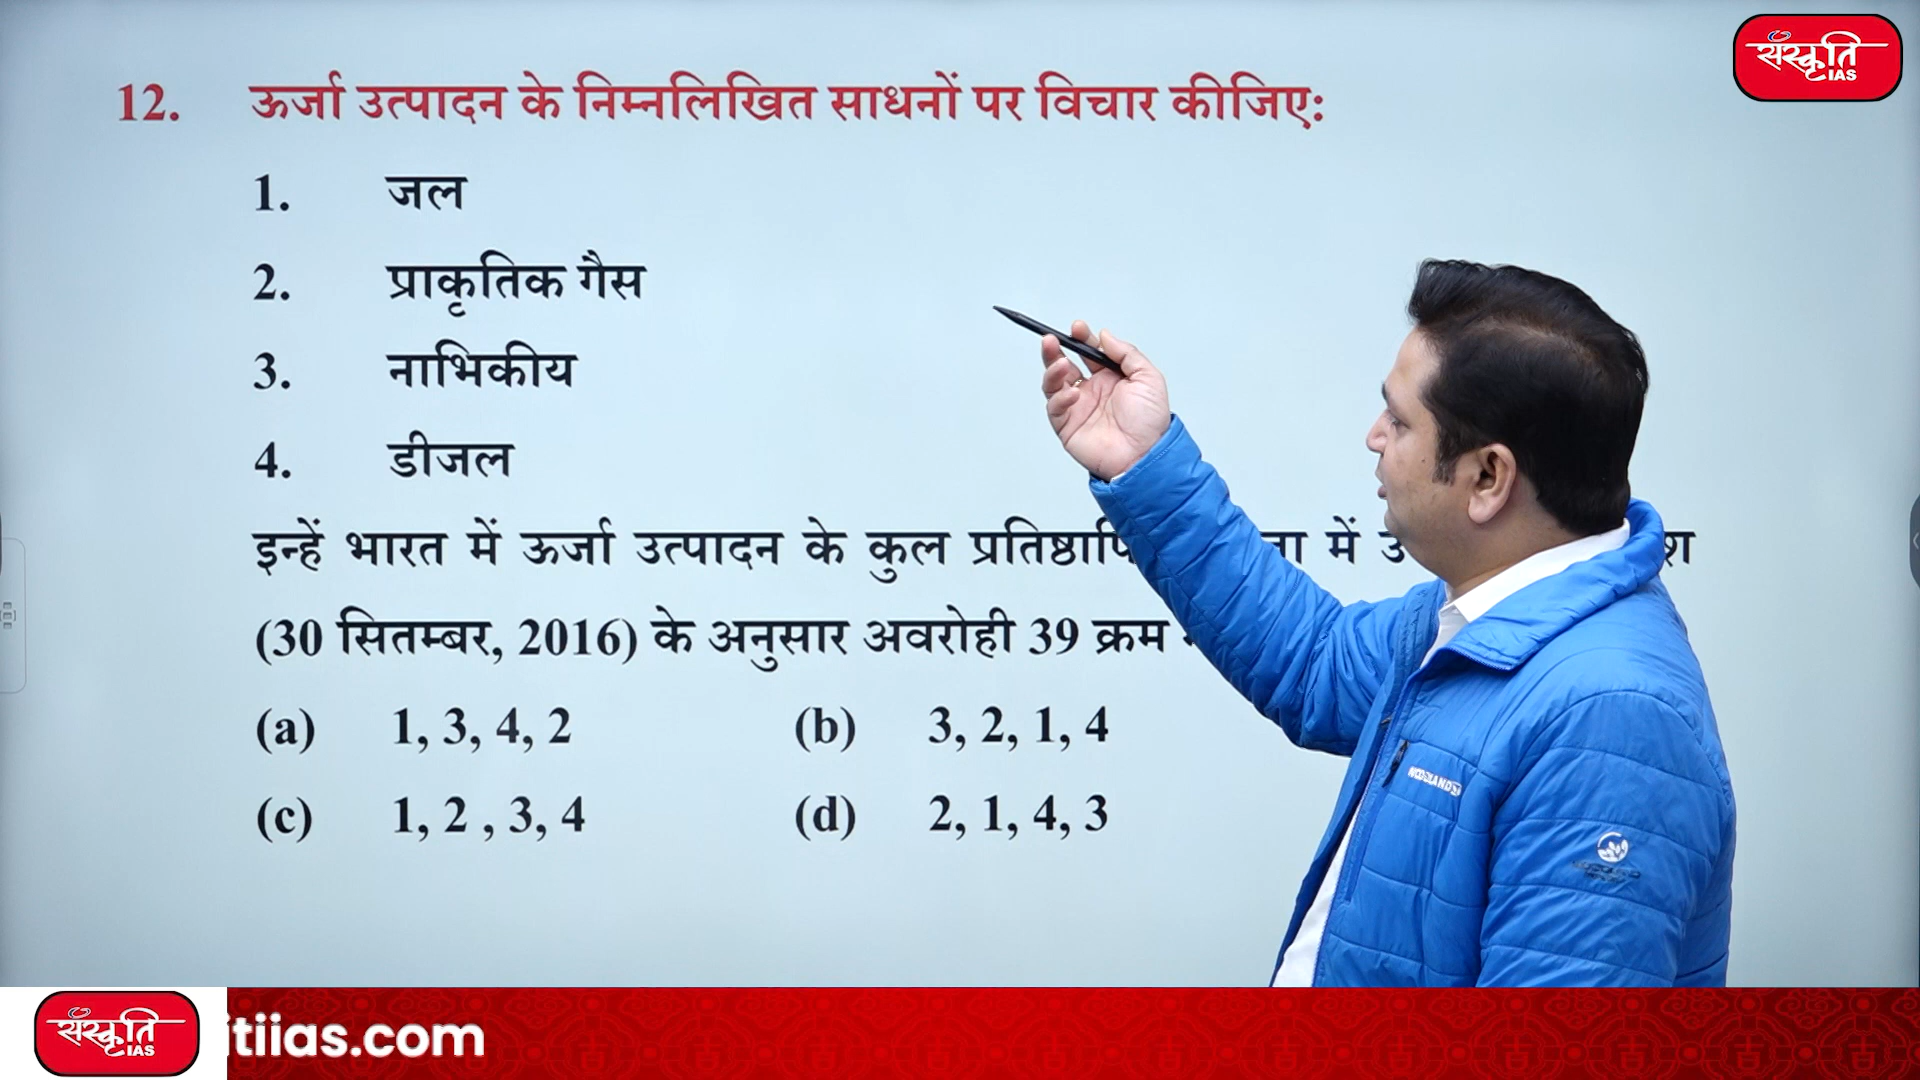 संस्कृति
IAS
12. ऊर्जा उत्पादन के निम्नलिखित साधनों पर विचार कीजिए:
1. जल
2. प्राकृतिक गैस
3. नाभिकीय
4. डीजल
इन्हें भारत में ऊर्जा उत्पादन के कुल में
(30 सितम्बर, 2016) के अनुसार अवरोही 39 क्रम
(a) 1, 3, 4, 2 (b) 3, 2, 1, 4
(c) 1, 2 , 3, 4 (d) 2, 1, 4, 3
WOODLAND
संस्कृति
IAS
itiias.com